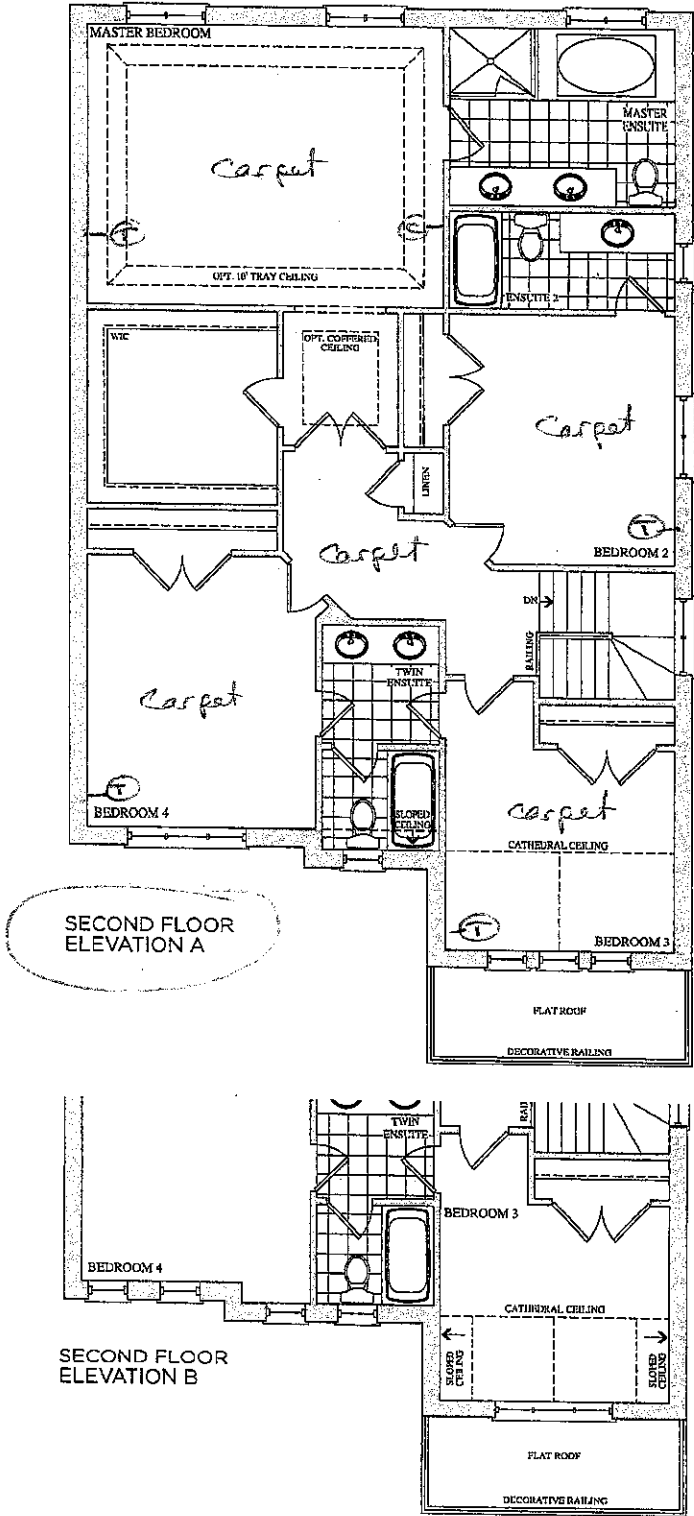 MASTER BEDROOM
MASTER
ENSUITE
Carpet
T
C
OPT. 10' TRAY CEILING
ENSUITE 2
WIC
OPT. COFFERED
CEILING
Carpet
LINEN
T
BEDROOM 2
Carpet
DN
RAILING
TWIN
ENSUITE
Carpet
T
BEDROOM 4
SLOPED
CEILING
Carpet
CATHEDRAL CEILING
T
BEDROOM 3
SECOND FLOOR
ELEVATION A
FLAT ROOF
DECORATIVE RAILING
TWIN
ENSUITE
RAI
BEDROOM 3
BEDROOM 4
CATHEDRAL CEILING
SLOPED
CEILING
SLOPED
CEILING
SECOND FLOOR
ELEVATION B
FLAT ROOF
DECORATIVE RAILING